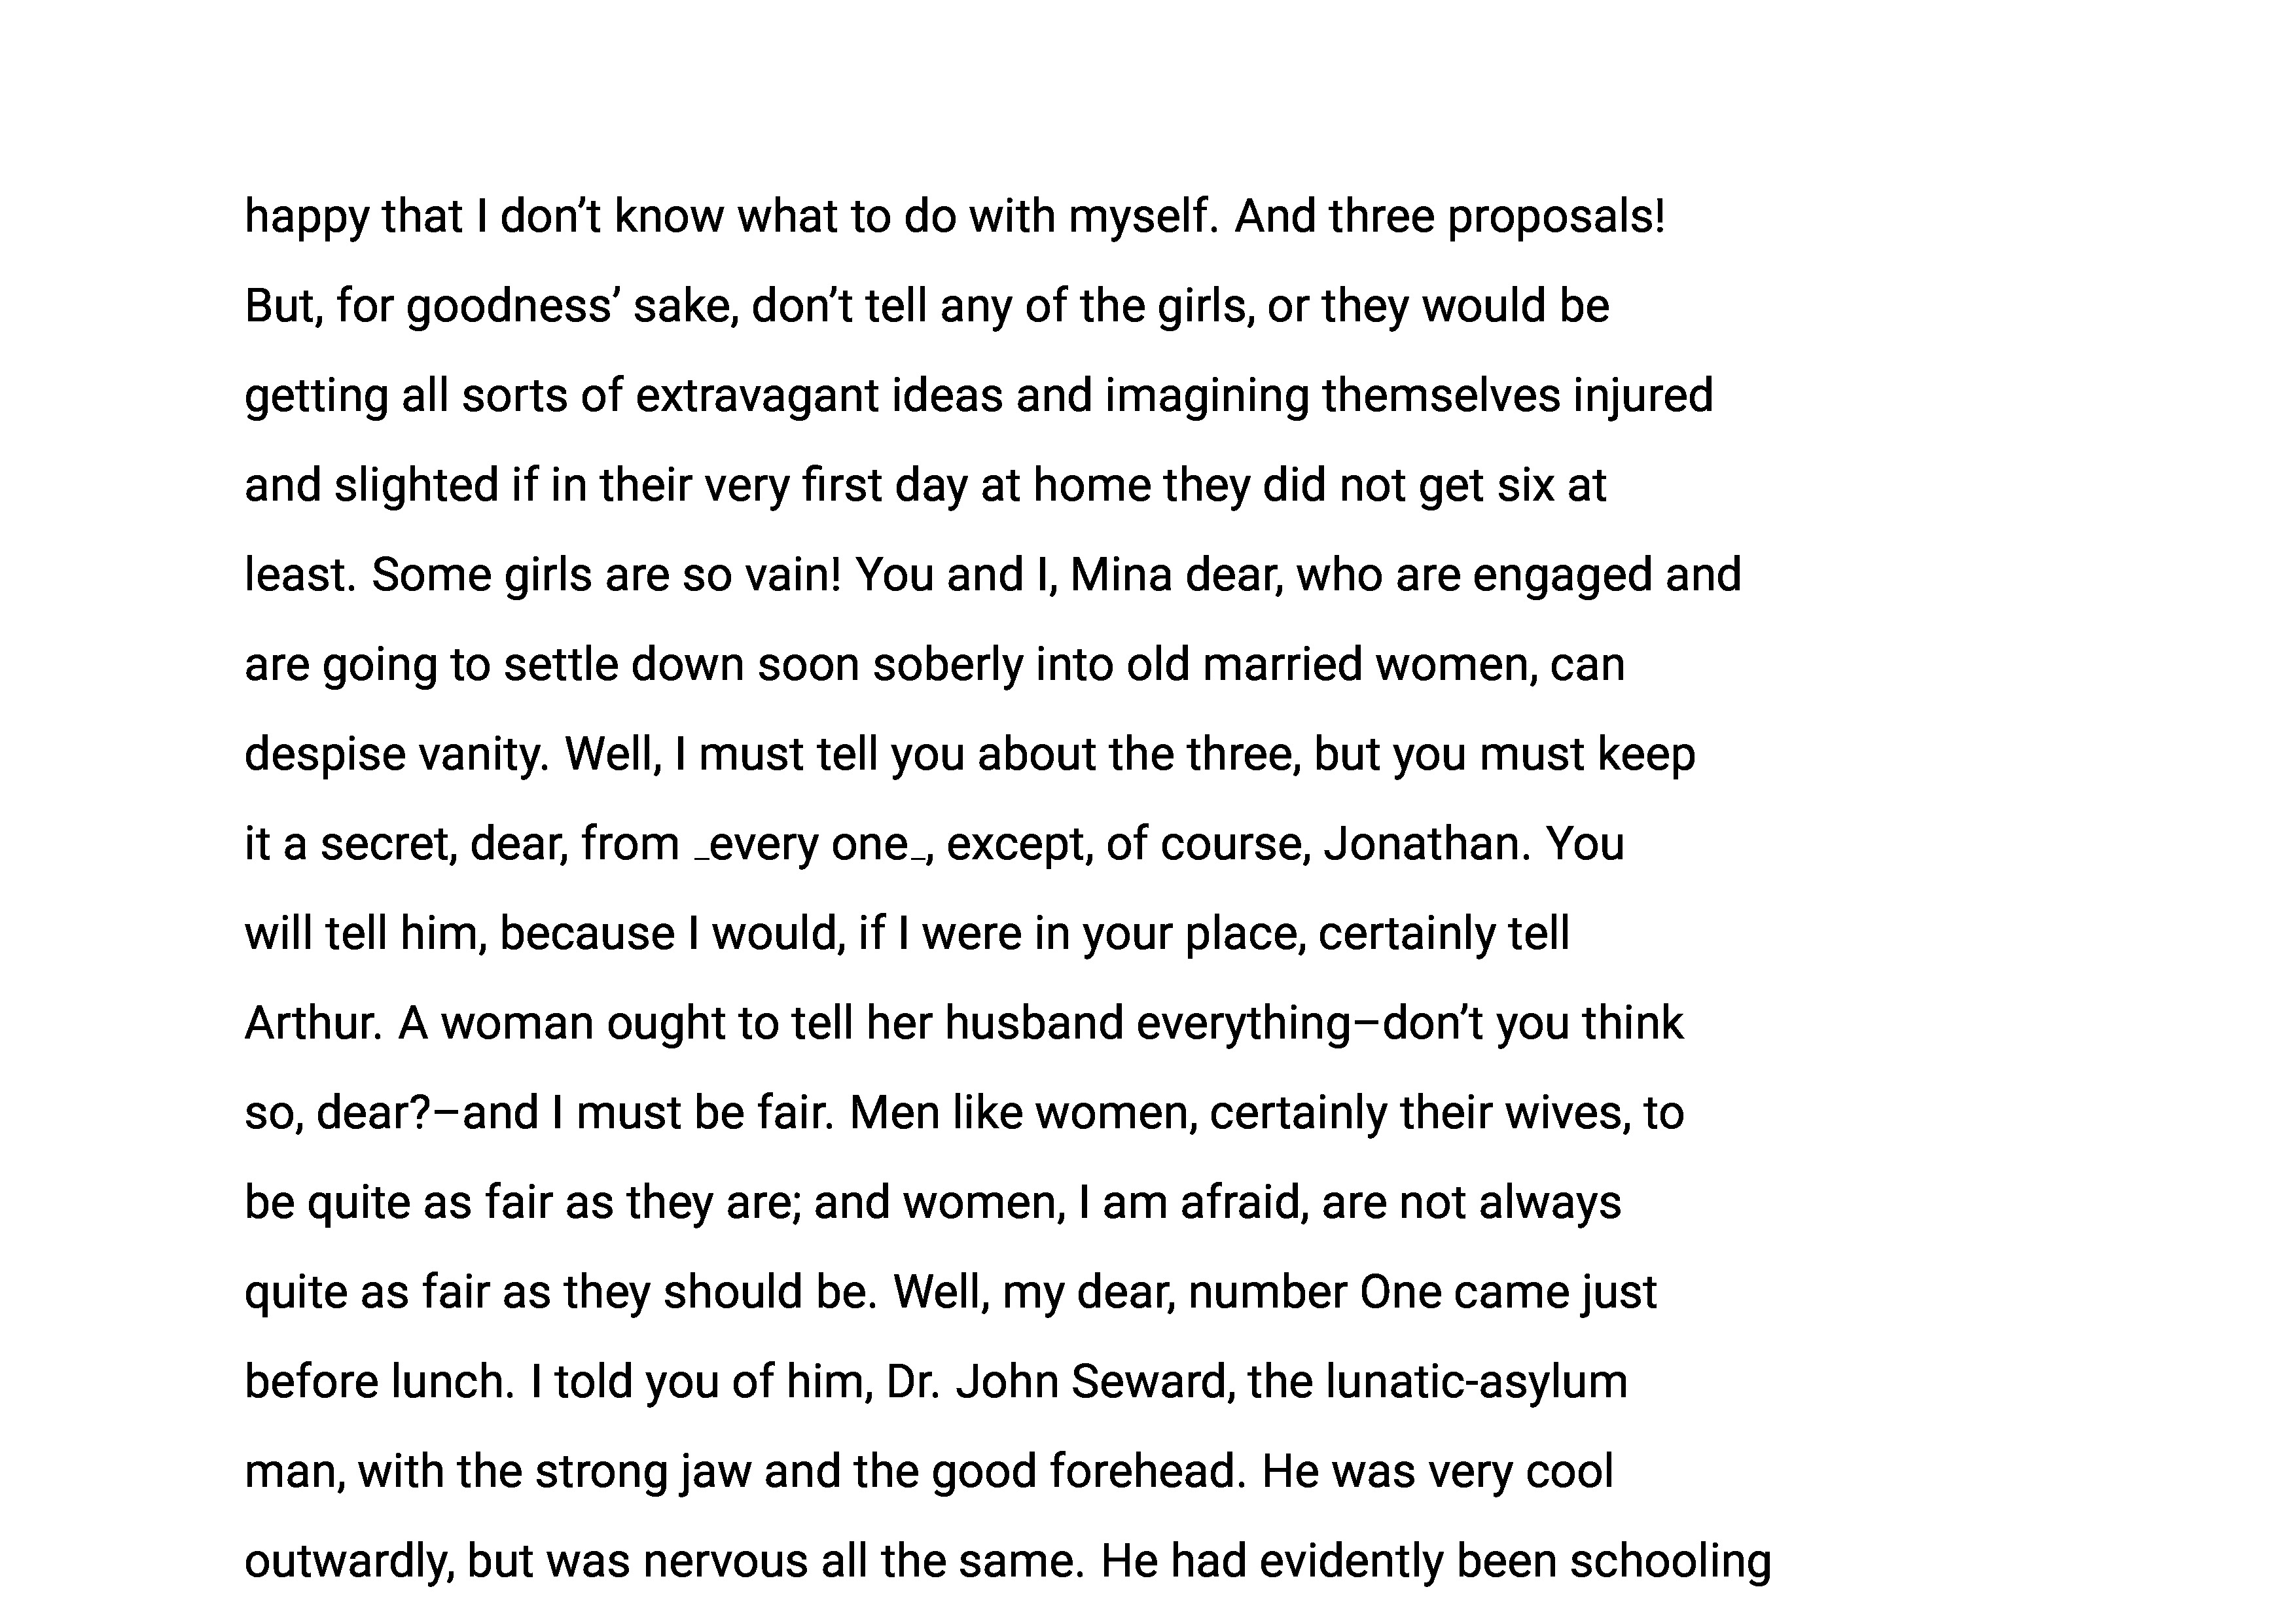 happy that I don’t know what to do with myself. And three proposals!
But, for goodness’ sake, don’t tell any of the girls, or they would be
getting all sorts of extravagant ideas and imagining themselves injured
and slighted if in their very first day at home they did not get six at
least. Some girls are so vain! You and I, Mina dear, who are engaged and
are going to settle down soon soberly into old married women, can
despise vanity. Well, I must tell you about the three, but you must keep
it a secret, dear, from _every one_, except, of course, Jonathan. You
will tell him, because I would, if I were in your place, certainly tell
Arthur. A woman ought to tell her husband everything–don’t you think
so, dear?–and I must be fair. Men like women, certainly their wives, to
be quite as fair as they are; and women, I am afraid, are not always
quite as fair as they should be. Well, my dear, number One came just
before lunch. I told you of him, Dr. John Seward, the lunatic-asylum
man, with the strong jaw and the good forehead. He was very cool
outwardly, but was nervous all the same. He had evidently been schooling